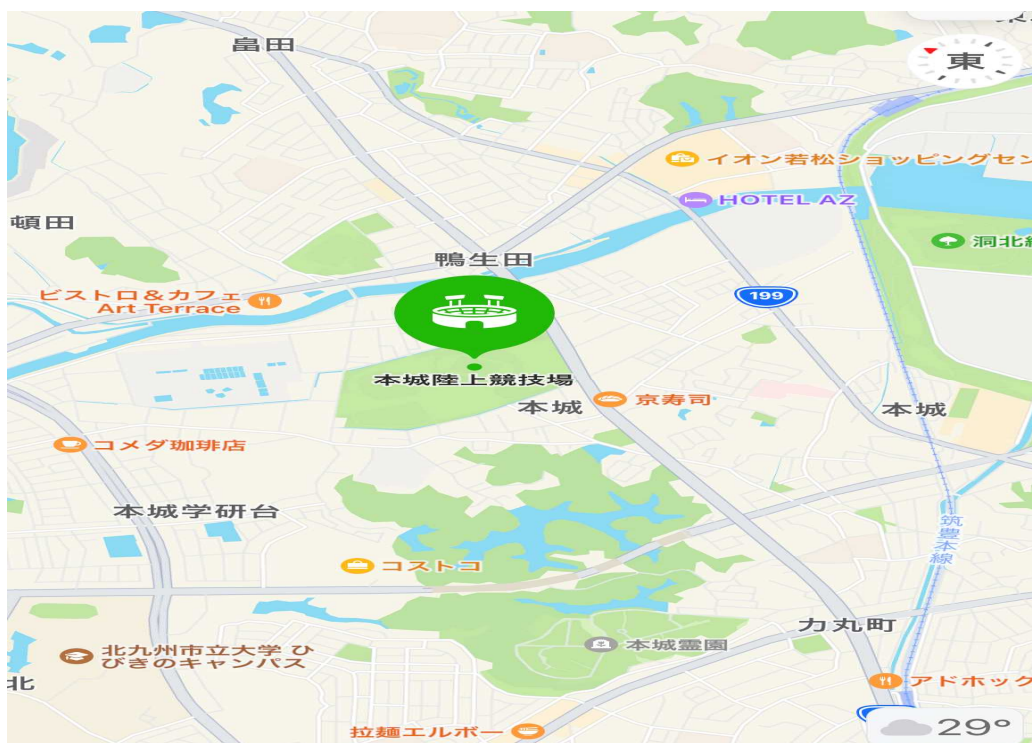 畠田
東
イオン若松ショッピングセン
HOTEL AZ
頓田
洞北緑
鴨生田
ビストロ&カフェ
Art Terrace
199
本城陸上競技場
本城
京寿司
本城
コメダ珈琲店
本城学研台
筑豊本線
コストコ
力丸町
本城霊園
北九州市立大学 ひ
びきのキャンパス
北
アドホック
拉麺エルボー
29°